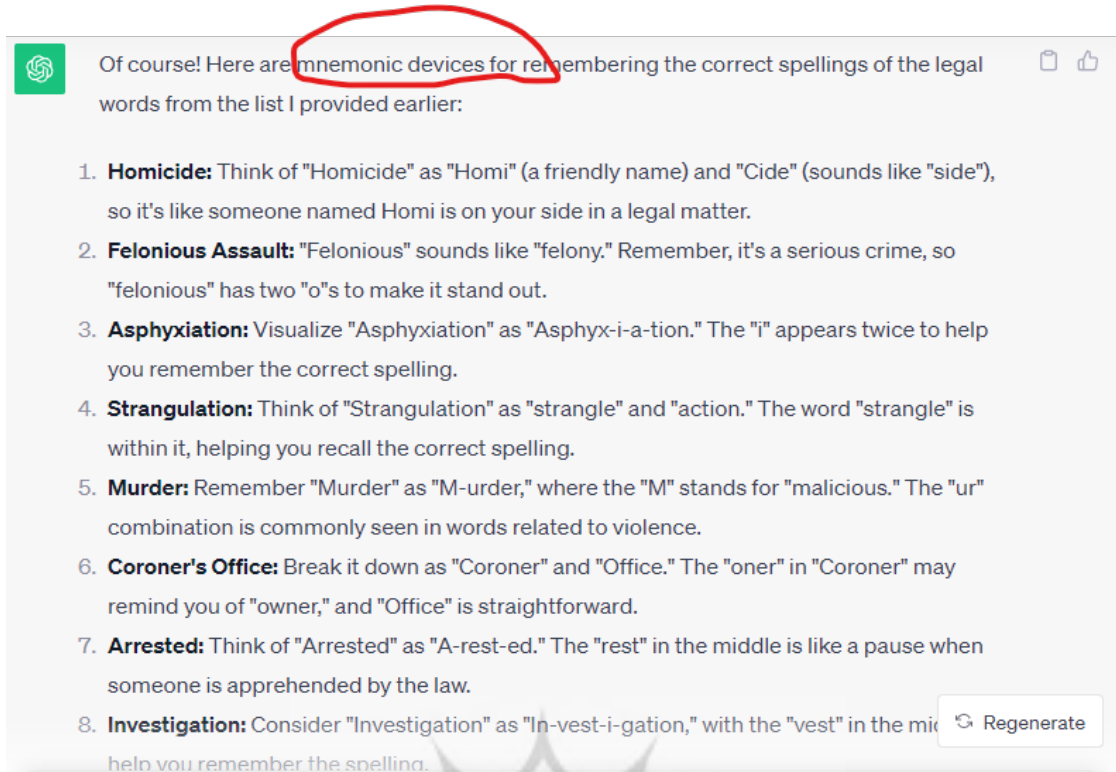 Of course! Here are mnemonic devices for remembering the correct spellings of the legal
words from the list I provided earlier:
1. Homicide: Think of "Homicide" as "Homi" (a friendly name) and "Cide" (sounds like "side"),
so it's like someone named Homi is on your side in a legal matter.
2. Felonious Assault: "Felonious" sounds like "felony." Remember, it's a serious crime, so
"felonious" has two "o"s to make it stand out.
3. Asphyxiation: Visualize "Asphyxiation" as "Asphyx-i-a-tion." The "i" appears twice to help
you remember the correct spelling.
4. Strangulation: Think of "Strangulation" as "strangle" and "action." The word "strangle" is
within it, helping you recall the correct spelling.
5. Murder: Remember "Murder" as "M-urder," where the "M" stands for "malicious." The "ur"
combination is commonly seen in words related to violence.
6. Coroner's Office: Break it down as "Coroner" and "Office." The "oner" in "Coroner" may
remind you of "owner," and "Office" is straightforward.
7. Arrested: Think of "Arrested" as "A-rest-ed." The "rest" in the middle is like a pause when
someone is apprehended by the law.
8. Investigation: Consider "Investigation" as "In-vest-i-gation," with the "vest" in the
Regenerate
help you remember the spelling.